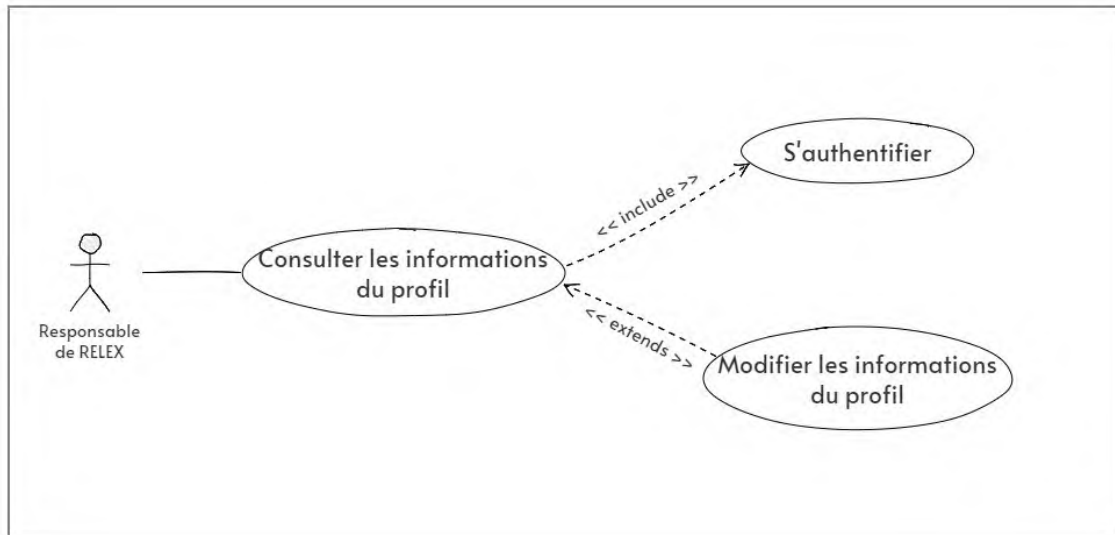 S'authentifier
<< include >>
Consulter les informations
du profil
Responsable
de RELEX
<< extends >>
Modifier les informations
du profil